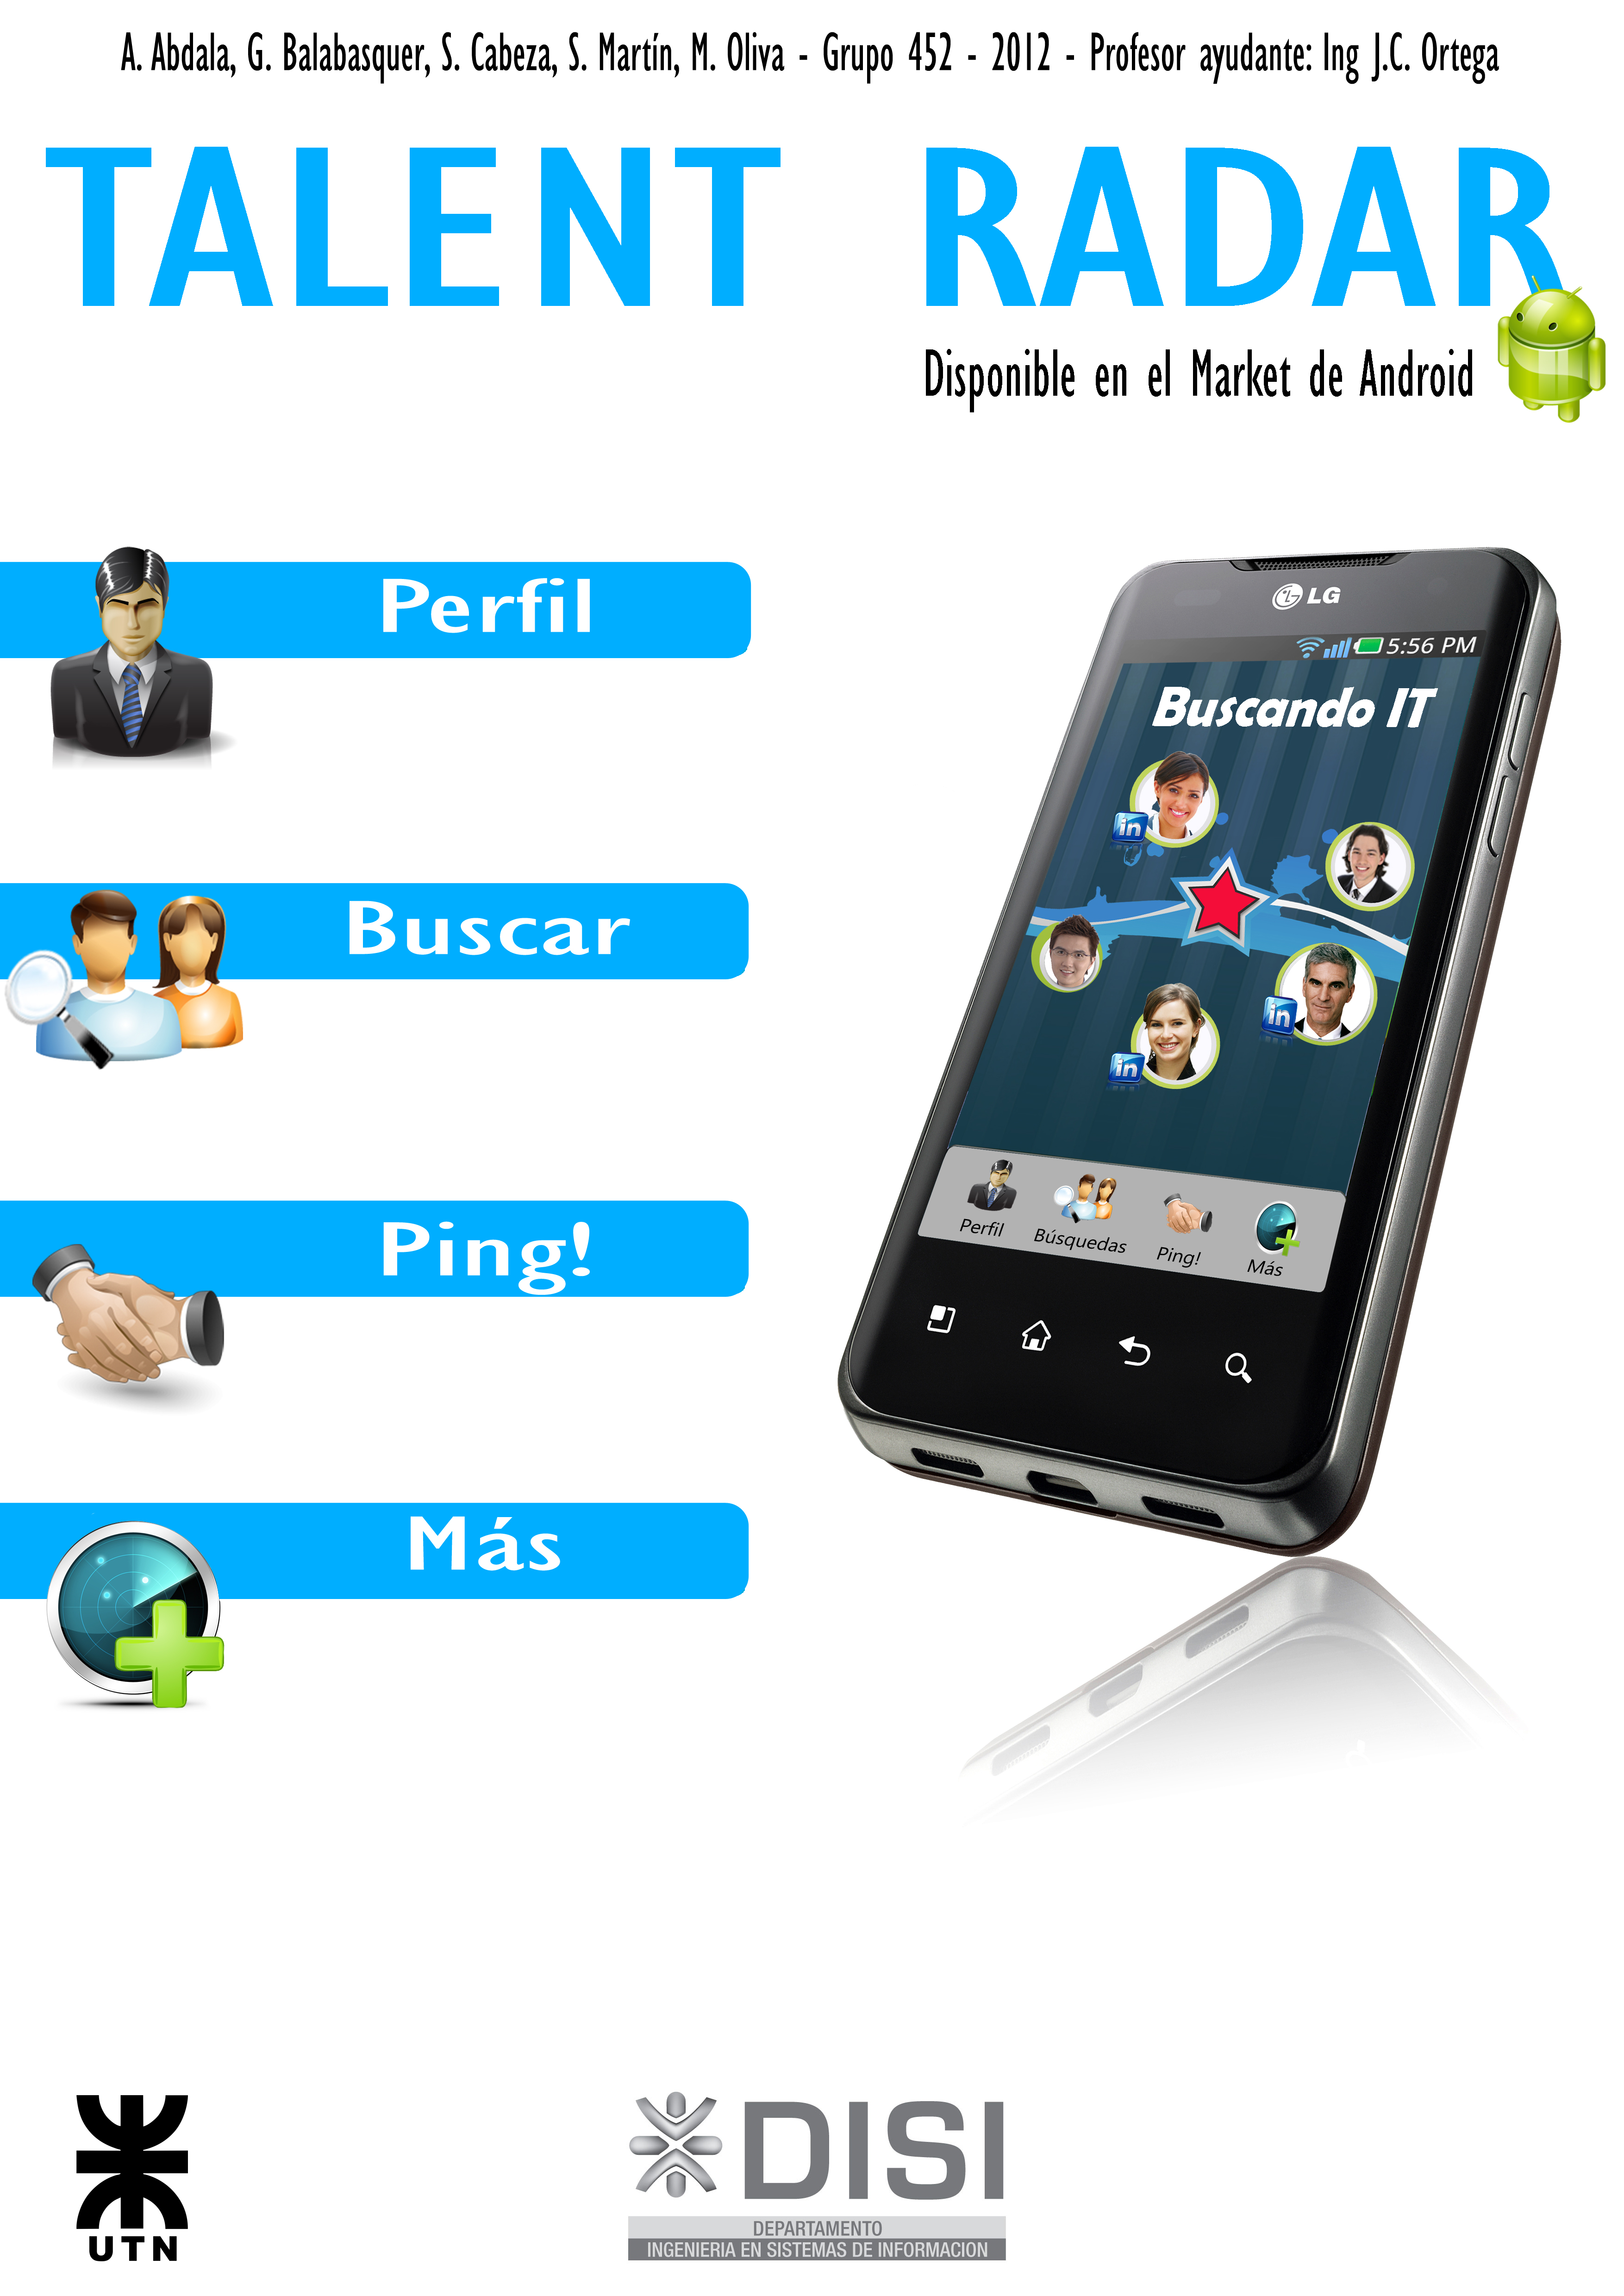 A. Abdala, G. Balabasquer, S. Cabeza, S. Martín, M. Oliva - Grupo 452 - 2012 - Profesor ayudante: Ing J.C. Ortega
TALENT RADAR
Disponible en el Market de Android
Perfil
Buscar
Ping!
Más
LG
5:56 PM
Buscando IT
in
in
in
Perfil
Búsquedas
Ping!
Más
UTN
DISI
DEPARTAMENTO
INGENIERIA EN SISTEMAS DE INFORMACION